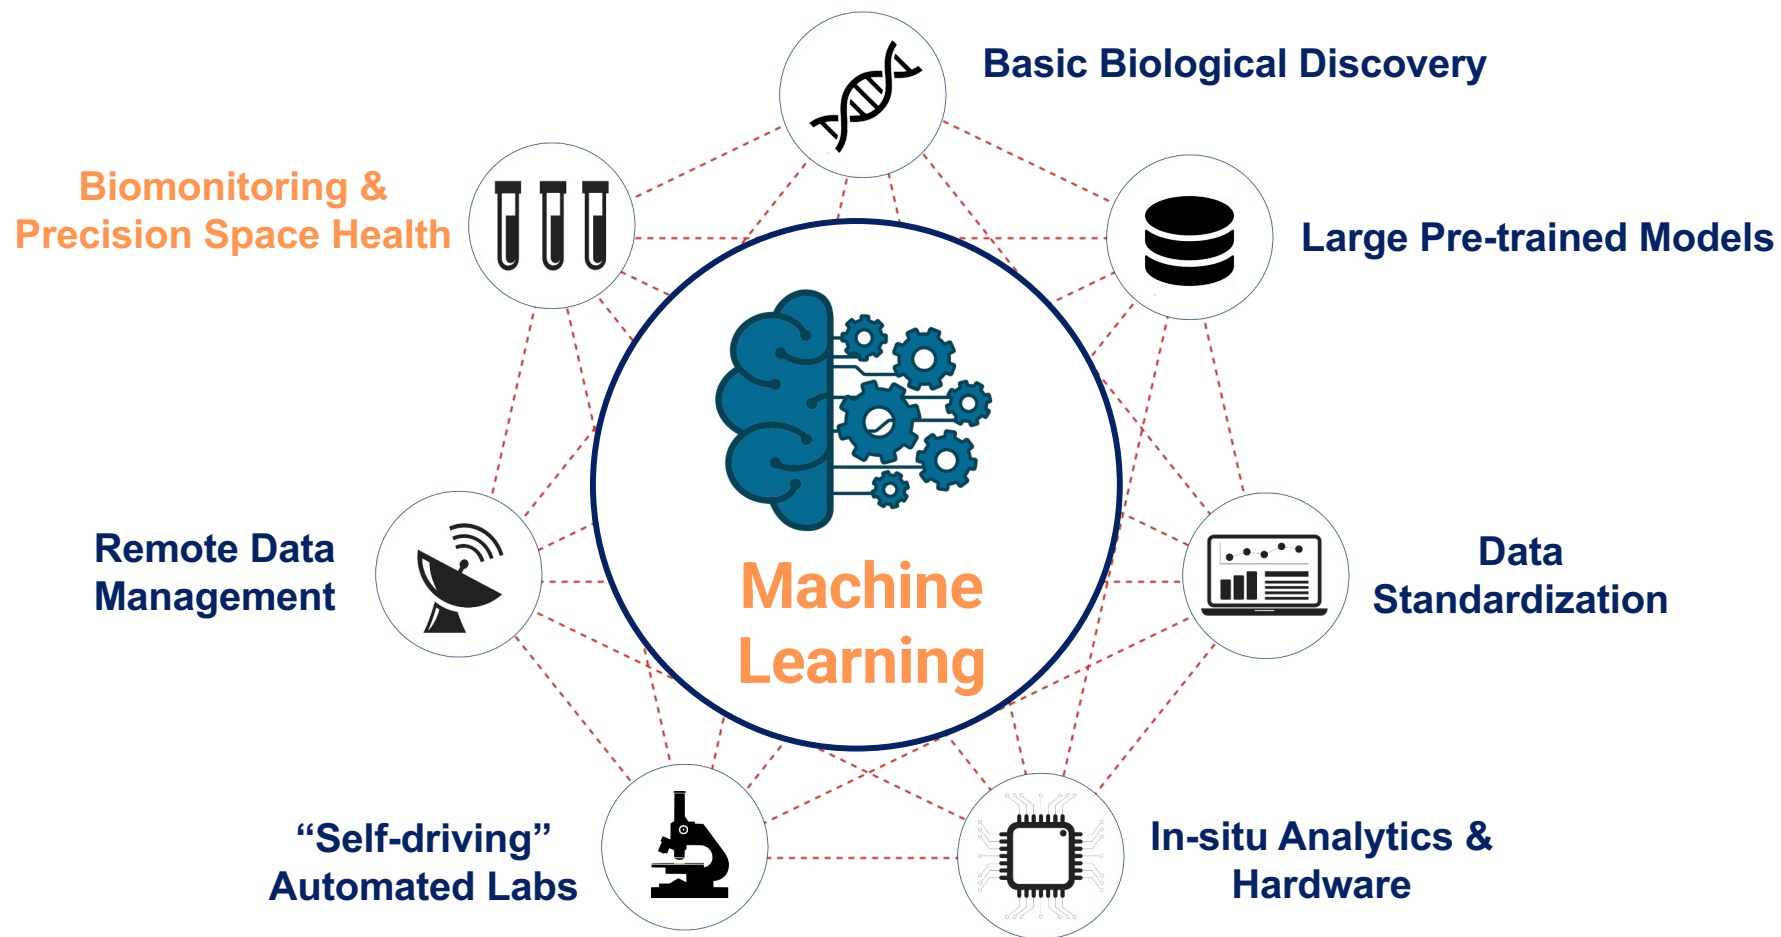 Basic Biological Discovery
Biomonitoring &
Precision Space Health
Large Pre-trained Models
Machine
Learning
Remote Data
Management
Data
Standardization
“Self-driving”
Automated Labs
In-situ Analytics &
Hardware